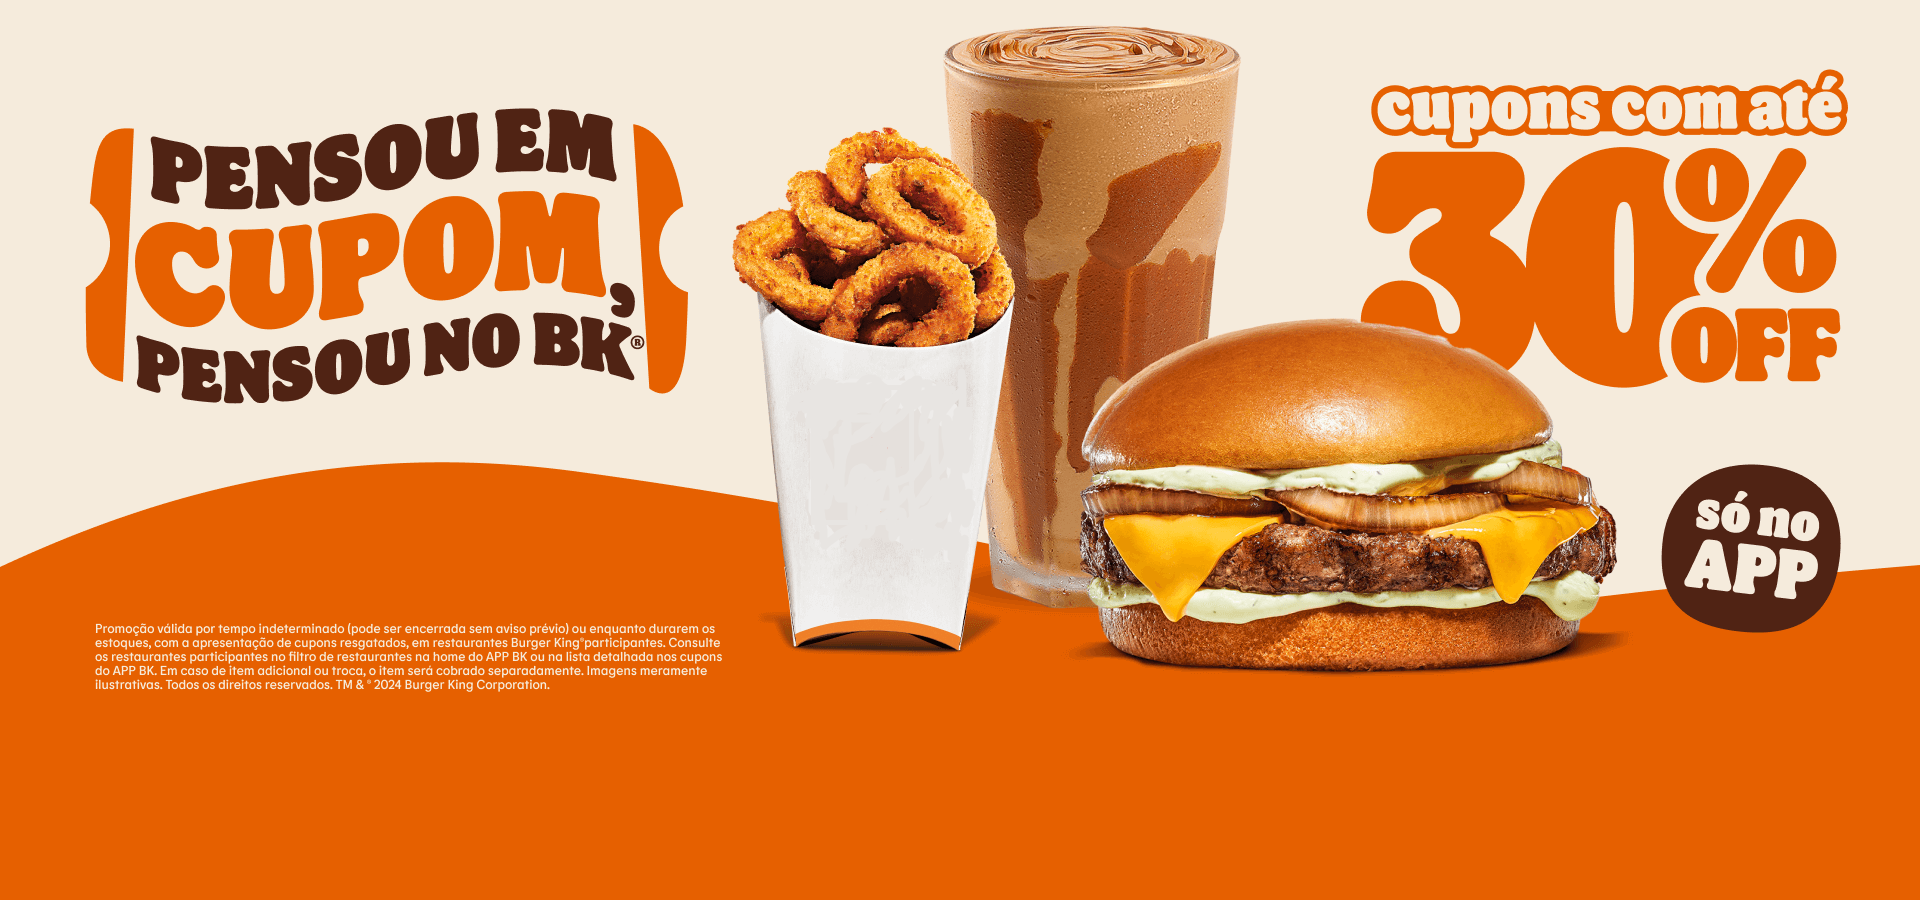 PENSOU EM
CUPOM,
PENSOU NO BK®
cupons com até
30%
OFF
só no
APP
Promoção válida por tempo indeterminado (pode ser encerrada sem aviso prévio) ou enquanto durarem os
estoques, com a apresentação de cupons resgatados, em restaurantes Burger King®participantes. Consulte
os restaurantes participantes no filtro de restaurantes na home do APP BK ou na lista detalhada nos cupons
do APP BK. Em caso de item adicional ou troca, o item será cobrado separadamente. Imagens meramente
ilustrativas. Todos os direitos reservados. TM & ® 2024 Burger King Corporation.